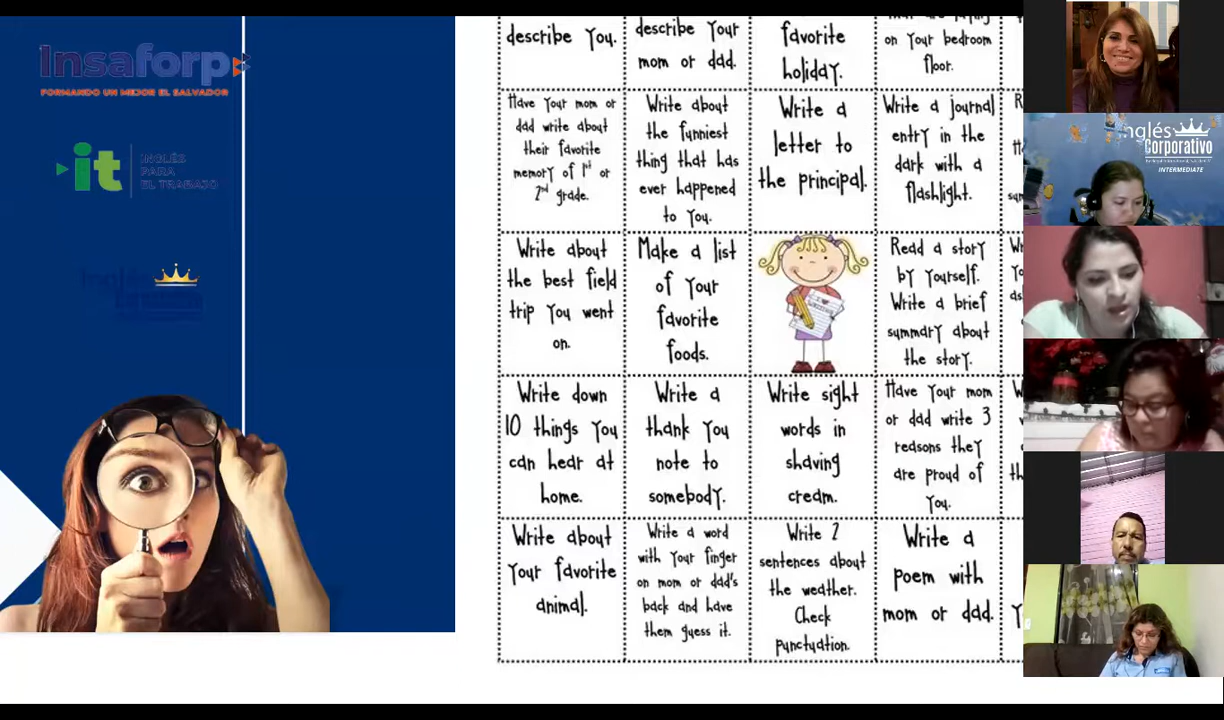 Insaforp
FORMANDO UN MEJOR EL SALVADOR
it
INGLÉS
PARA
EL TRABAJO
describe you.
describe your
mom or dad.
favorite
holiday.
on your bedroom
floor.
Have your mom or
dad write about
their favorite
memory of 1st or
2nd grade.
Write about
the funniest
thing that has
ever happened
to you.
Write a
letter to
the principal.
Write a journal
entry in the
dark with a
flashlight.
Write about
the best field
trip you went
on.
Make a list
of your
favorite
foods.
Read a story
by yourself.
Write a brief
summary about
the story.
Write down
10 things you
can hear at
home.
Write a
thank you
note to
somebody.
Write sight
words in
shaving
cream.
Have your mom
or dad write 3
reasons they
are proud of
you.
Write about
your favorite
animal.
Write a word
with your finger
on mom or dad's
back and have
them guess it.
Write 2
sentences about
the weather.
Check
punctuation.
Write a
poem with
mom or dad.
Inglés
Corporativo
INTERMEDIATE